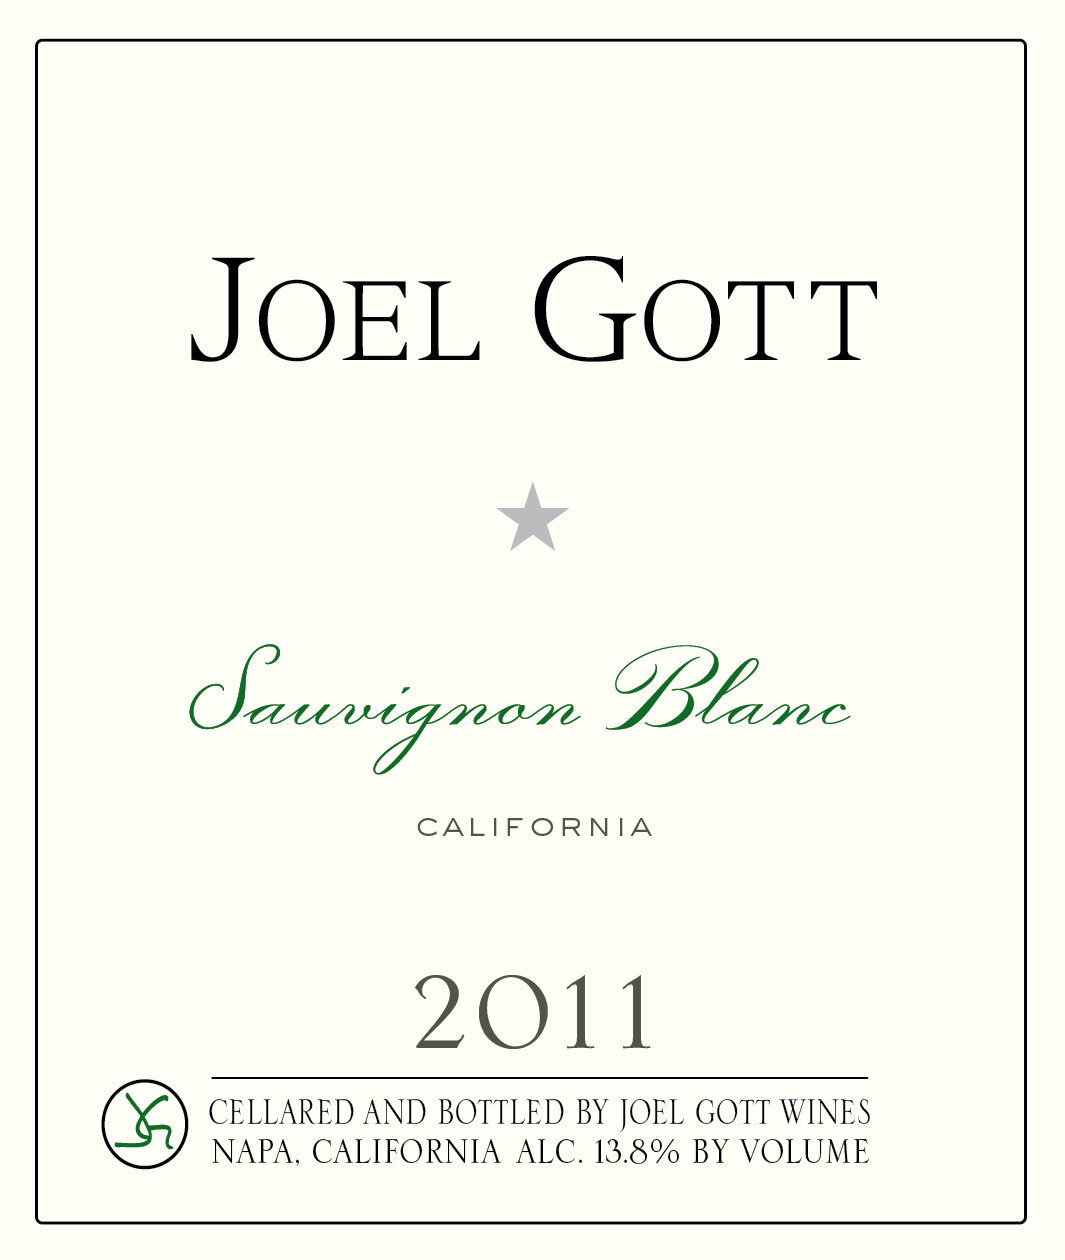 JOEL GOTT
Sauvignon Blanc
CALIFORNIA
2011
CELLARED AND BOTTLED BY JOEL GOTT WINES
NAPA, CALIFORNIA ALC. 13.8% BY VOLUME